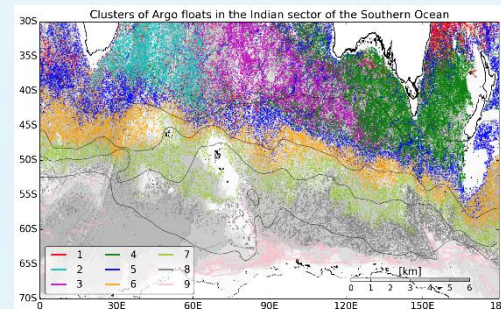 Clusters of Argo floats in the Indian sector of the Southern Ocean
30S
35S
40S
45S
50S
55S
60S
65S
70S
1 4 7
2 5 8
3 6 9
[km]
0 1 2 3 4 5 6
0 30E 60E 90E 120E 150E 180